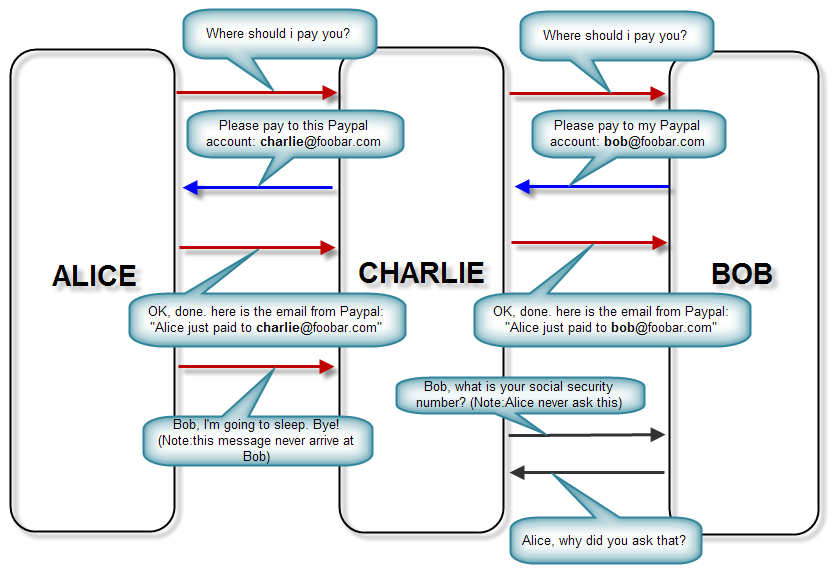 Where should i pay you?
Where should i pay you?
Please pay to this Paypal
account: charlie@foobar.com
Please pay to my Paypal
account: bob@foobar.com
ALICE
CHARLIE
BOB
OK, done. here is the email from Paypal:
"Alice just paid to charlie@foobar.com"
OK, done. here is the email from Paypal:
"Alice just paid to bob@foobar.com"
Bob, what is your social security
number? (Note:Alice never ask this)
Bob, I'm going to sleep. Bye!
(Note:this message never arrive at
Bob)
Alice, why did you ask that?